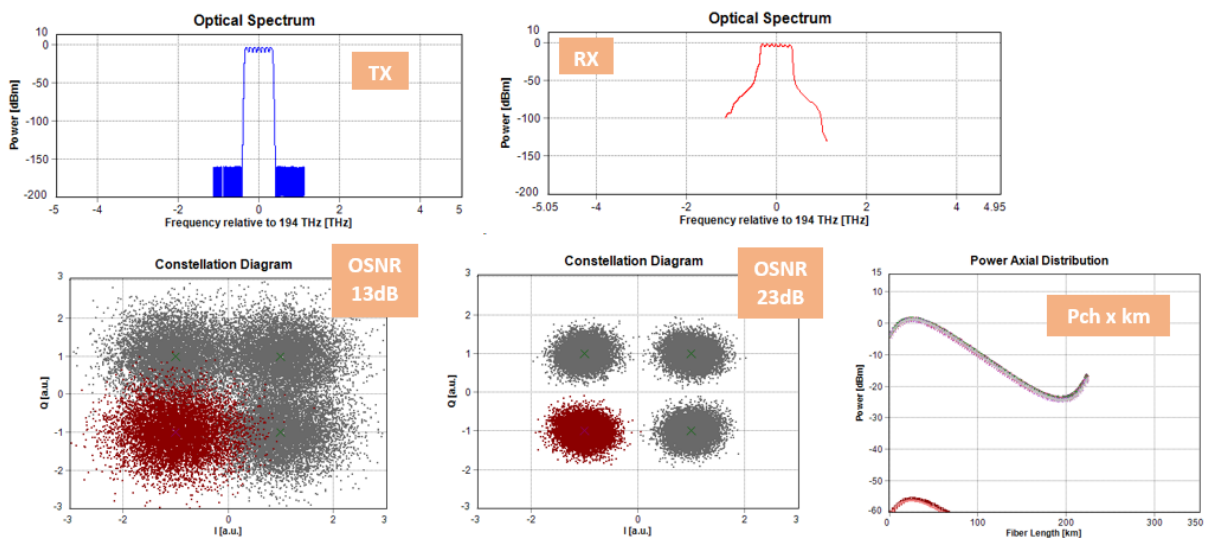 Optical Spectrum
10
0
-50
-100
-150
-200
Power [dBm]
TX
-5
-4
-2
0
2
4
5
Frequency relative to 194 THz [THz]
Optical Spectrum
10
0
-50
-100
-150
-200
Power [dBm]
RX
-5.05
-4
-2
0
2
4
4.95
Frequency relative to 194 THz [THz]
Constellation Diagram
OSNR
13dB
3
2
1
0
-1
-2
-3
Q [a.u.]
-3
-2
0
2
3
I [a.u.]
Constellation Diagram
OSNR
23dB
3
2
1
0
-1
-2
-3
Q [a.u.]
-3
-2
0
2
3
I [a.u.]
Power Axial Distribution
Pch x km
15
10
0
-10
-20
-30
-40
-50
-60
Power [dBm]
0
100
200
300
350
Fiber Length [km]